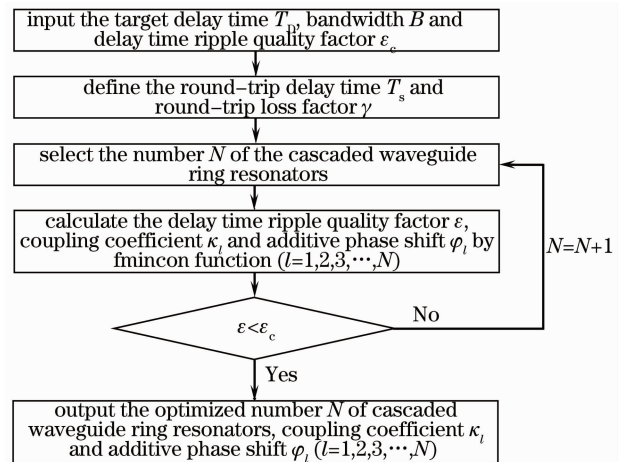 input the target delay time T_D, bandwidth B and
delay time ripple quality factor ε_c
define the round-trip delay time T_s and
round-trip loss factor γ
select the number N of the cascaded waveguide
ring resonators
calculate the delay time ripple quality factor ε,
coupling coefficient κ_l and additive phase shift φ_l by
fmincon function (l=1,2,3,⋯,N)
N=N+1
ε<ε_c
No
Yes
output the optimized number N of cascaded
waveguide ring resonators, coupling coefficient κ_l
and additive phase shift φ_l (l=1,2,3,⋯,N)